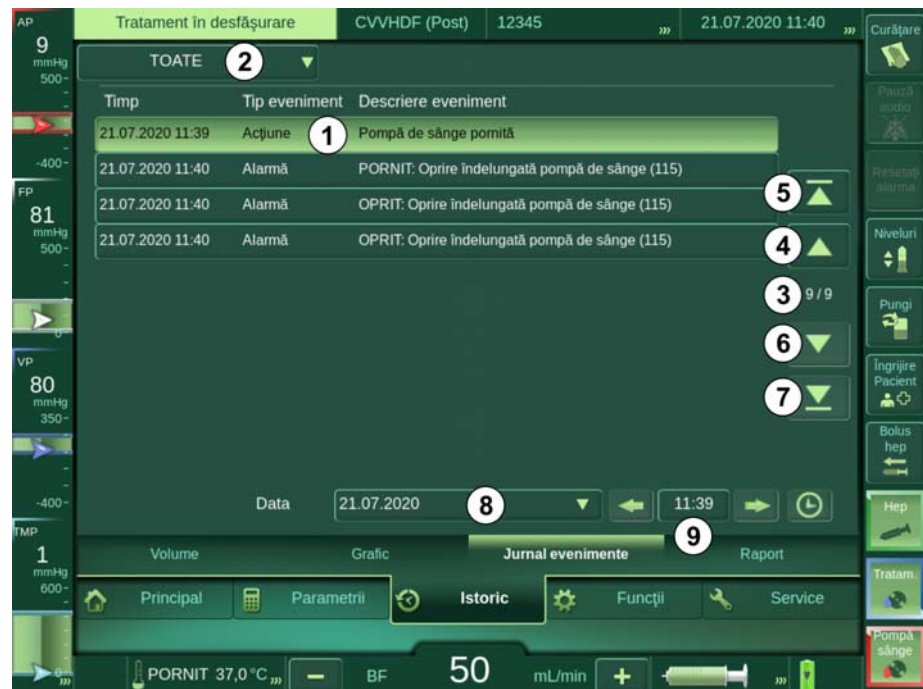 AP
9
mmHg
500
-400
FP
81
mmHg
500
0
VP
80
mmHg
350
-400
TMP
1
mmHg
600
0
Tratament în desfășurare
CVVHDF (Post)
12345
21.07.2020 11:40
TOATE
2
Timp Tip eveniment Descriere eveniment
21.07.2020 11:39 Acțiune 1 Pompă de sânge pornită
21.07.2020 11:40 Alarmă PORNIT: Oprire îndelungată pompă de sânge (115)
21.07.2020 11:40 Alarmă OPRIT: Oprire îndelungată pompă de sânge (115)
21.07.2020 11:40 Alarmă OPRIT: Oprire îndelungată pompă de sânge (115)
5
4
3 9 / 9
6
7
Data 21.07.2020 8 11:39
9
Volume Grafic Jurnal evenimente Raport
Principal Parametrii Istoric Funcții Service
PORNIT 37,0 °C BF 50 mL/min
Curățare
Pauză
audio
Resetați
alarma
Niveluri
Pungi
Îngrijire
Pacient
Bolus
hep
Hep
Tratam.
Pompă
sânge